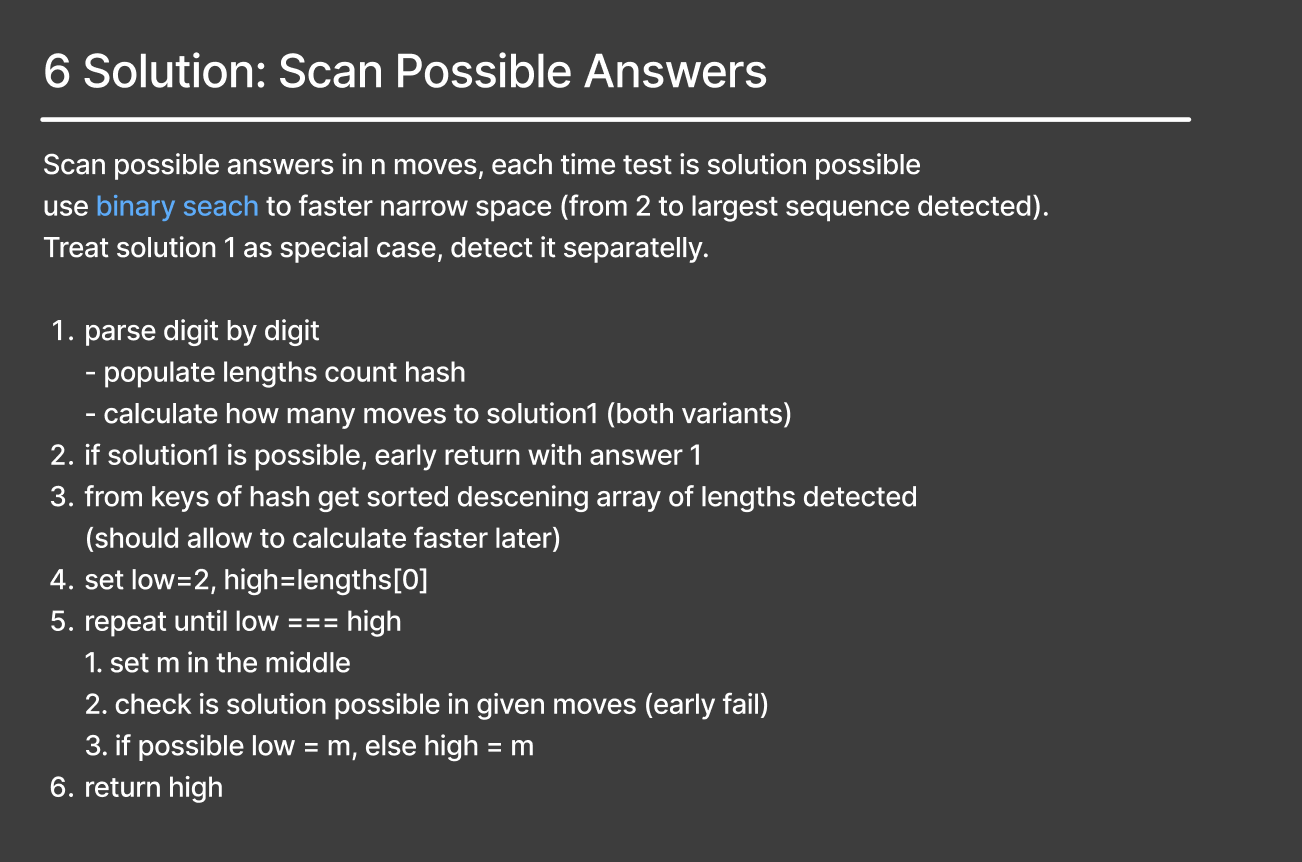 6 Solution: Scan Possible Answers
Scan possible answers in n moves, each time test is solution possible
use binary seach to faster narrow space (from 2 to largest sequence detected).
Treat solution 1 as special case, detect it separatelly.
1. parse digit by digit
- populate lengths count hash
- calculate how many moves to solution1 (both variants)
2. if solution1 is possible, early return with answer 1
3. from keys of hash get sorted descening array of lengths detected
(should allow to calculate faster later)
4. set low=2, high=lengths[0]
5. repeat until low === high
1. set m in the middle
2. check is solution possible in given moves (early fail)
3. if possible low = m, else high = m
6. return high